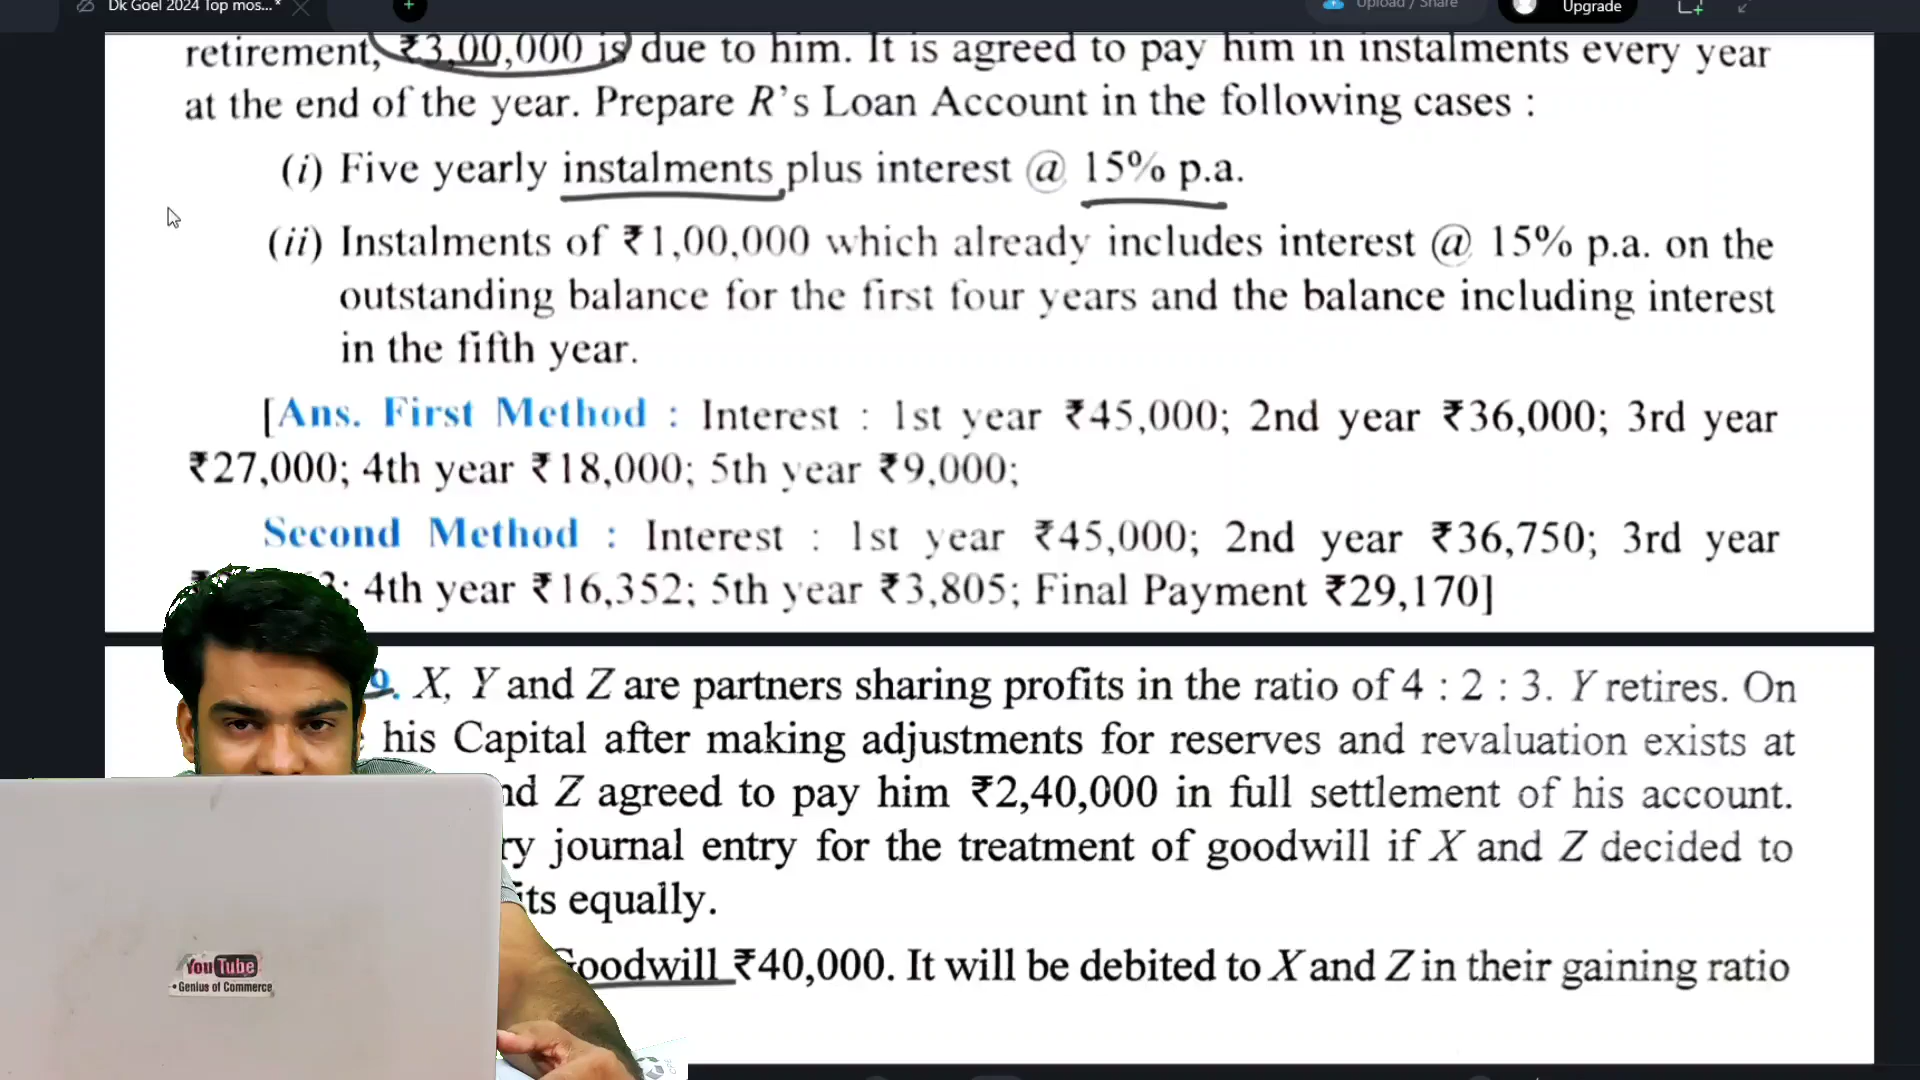 Dk Goel 2024 Top mos...*
Upload / Share
Upgrade
retirement, ₹3,00,000 is due to him. It is agreed to pay him in instalments every year
at the end of the year. Prepare R's Loan Account in the following cases :
(i) Five yearly instalments plus interest @ 15% p.a.
(ii) Instalments of ₹1,00,000 which already includes interest @ 15% p.a. on the
outstanding balance for the first four years and the balance including interest
in the fifth year.
[Ans. First Method : Interest : 1st year ₹45,000; 2nd year ₹36,000; 3rd year
₹27,000; 4th year ₹18,000; 5th year ₹9,000;
Second Method : Interest : 1st year ₹45,000; 2nd year ₹36,750; 3rd year
4th year ₹16,352; 5th year ₹3,805; Final Payment ₹29,170]
X, Y and Z are partners sharing profits in the ratio of 4 : 2 : 3. Y retires. On
his Capital after making adjustments for reserves and revaluation exists at
Z agreed to pay him ₹2,40,000 in full settlement of his account.
journal entry for the treatment of goodwill if X and Z decided to
equally.
oodwill ₹40,000. It will be debited to X and Z in their gaining ratio
YouTube
•Genius of Commerce